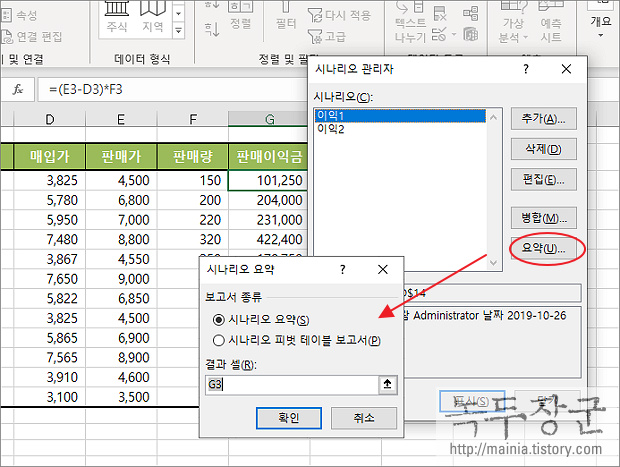 속성
연결 편집
및 연결
주식
지역
데이터 형식
정렬
필터
다시 적용
고급
정렬 및 필터
텍스트
나누기
가상
분석
예측
시트
개요
fx =(E3-D3)*F3
D E F G
매입가 판매가 판매량 판매이익금
3,825 4,500 150 101,250
5,780 6,800 200 204,000
5,950 7,000 220 231,000
7,480 8,800 320 422,400
3,867 4,550
7,650 9,000
5,822 6,850
3,825 4,500
5,865 6,900
7,565 8,900
3,910 4,600
3,100 3,500
시나리오 관리자 ? ×
시나리오(C):
이익1
이익2
추가(A)...
삭제(D)
편집(E)...
병합(M)...
요약(U)...
$14
Administrator 날짜 2019-10-26
표시(S)
닫기
시나리오 요약 ? ×
보고서 종류
시나리오 요약(S)
시나리오 피벗 테이블 보고서(P)
결과 셀(R):
G3
확인 취소
녹두장군
http://mainia.tistory.com